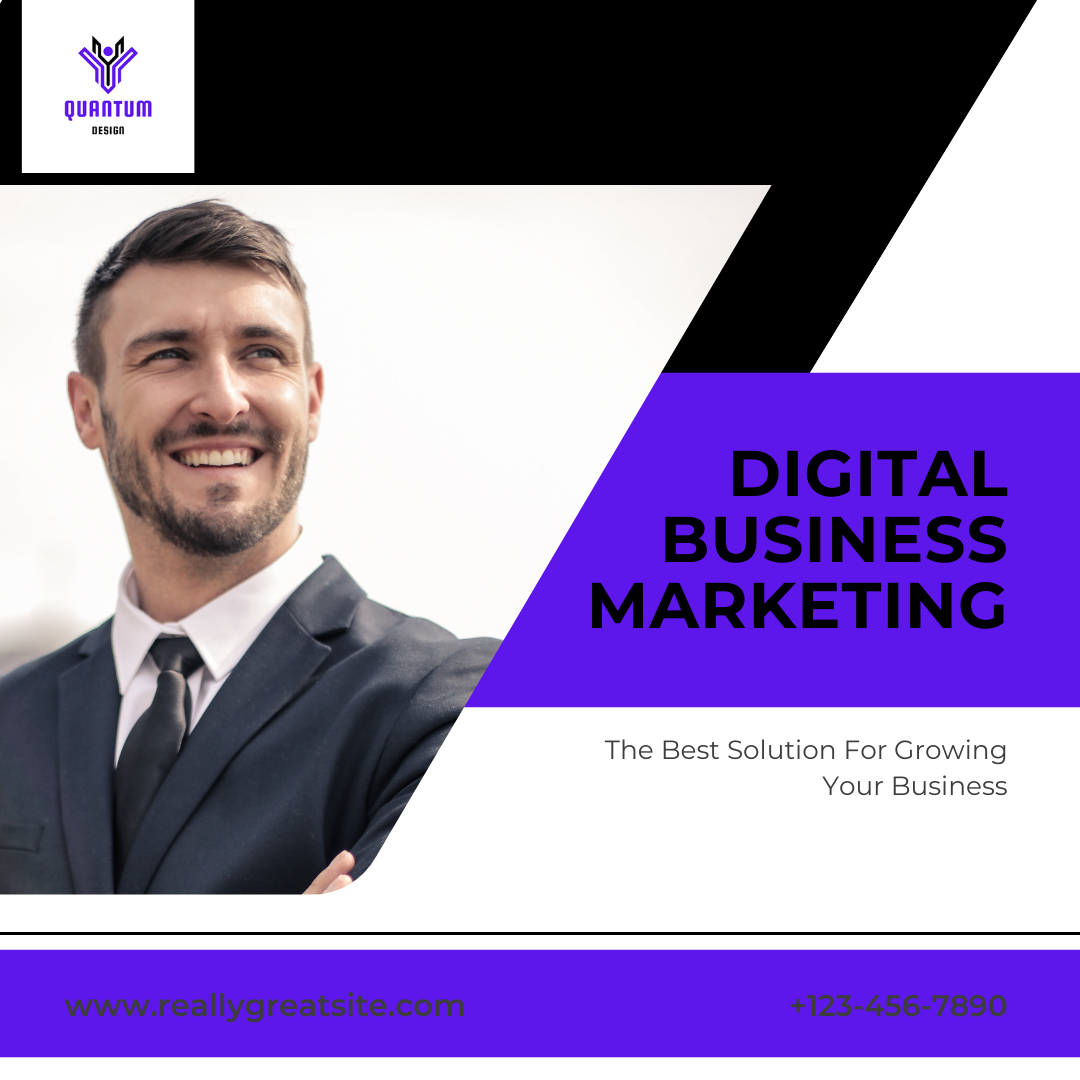 QUANTUM
DESIGN
DIGITAL
BUSINESS
MARKETING
The Best Solution For Growing
Your Business
www.reallygreatsite.com
+123-456-7890